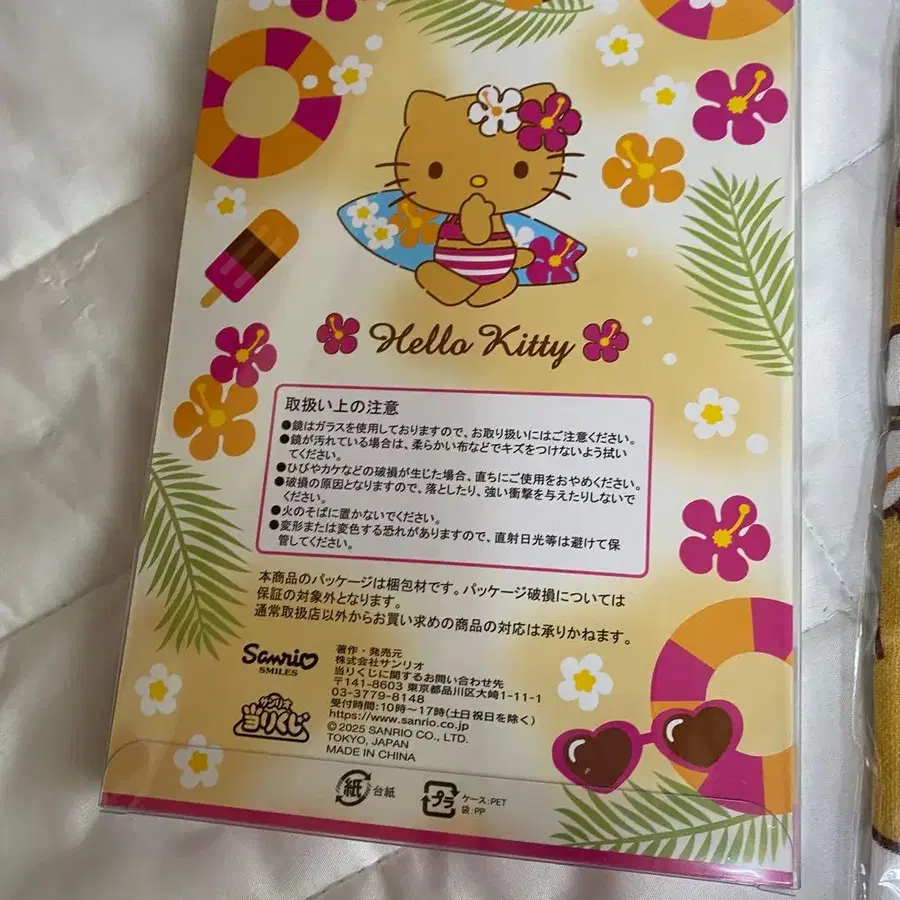 Hello Kitty
取扱い上の注意
●鏡はガラスを使用しておりますので、お取り扱いにはご注意ください。
●鏡が汚れている場合は、柔らかい布などでキズをつけないよう拭い
てください。
●ひびやカケなどの破損が生じた場合、直ちにご使用をおやめください。
●破損の原因となりますので、落としたり、強い衝撃を与えたりしないで
ください。
●火のそばに置かないでください。
●変形または変色する恐れがありますので、直射日光等は避けて保
管してください。
本商品のパッケージは梱包材です。パッケージ破損については
保証の対象外となります。
通常取扱店以外からお買い求めの商品の対応は承りかねます。
Sanrio
SMILES
サンリオ
当りくじ
著作・発売元
株式会社サンリオ
当りくじに関するお問い合わせ先
〒141-8603 東京都品川区大崎1-11-1
03-3779-8148
受付時間:10時~17時(土日祝日を除く)
https://www.sanrio.co.jp
©2025 SANRIO CO., LTD.
TOKYO, JAPAN
MADE IN CHINA
紙 台紙
プラ ケース:PET
袋:PP